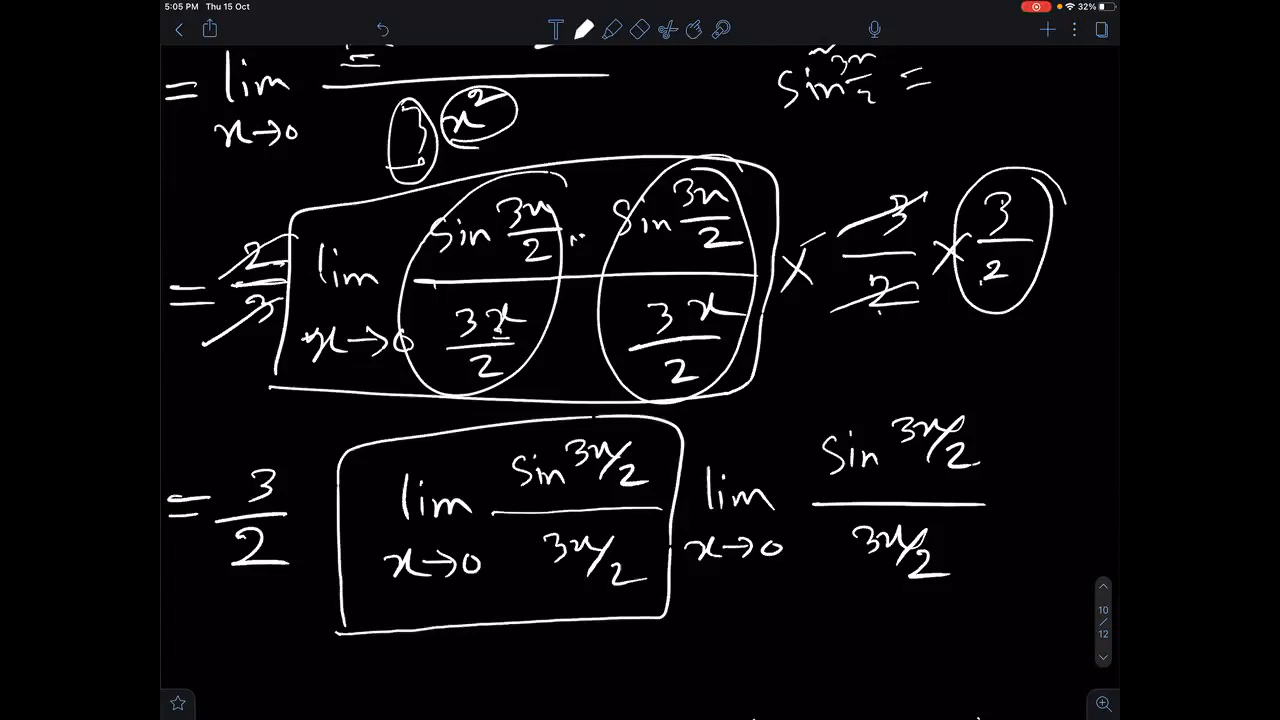 5:05 PM Thu 15 Oct
32%
T
= lim x→0
3 x²
sin 3x/2 =
= 2/3 lim x→0 (sin 3x/2)/(3x/2) · (sin 3x/2)/(3x/2) × 3/2 × 3/2
= 3/2 lim x→0 (sin 3x/2)/(3x/2) lim x→0 (sin 3x/2)/(3x/2)
10
/
12